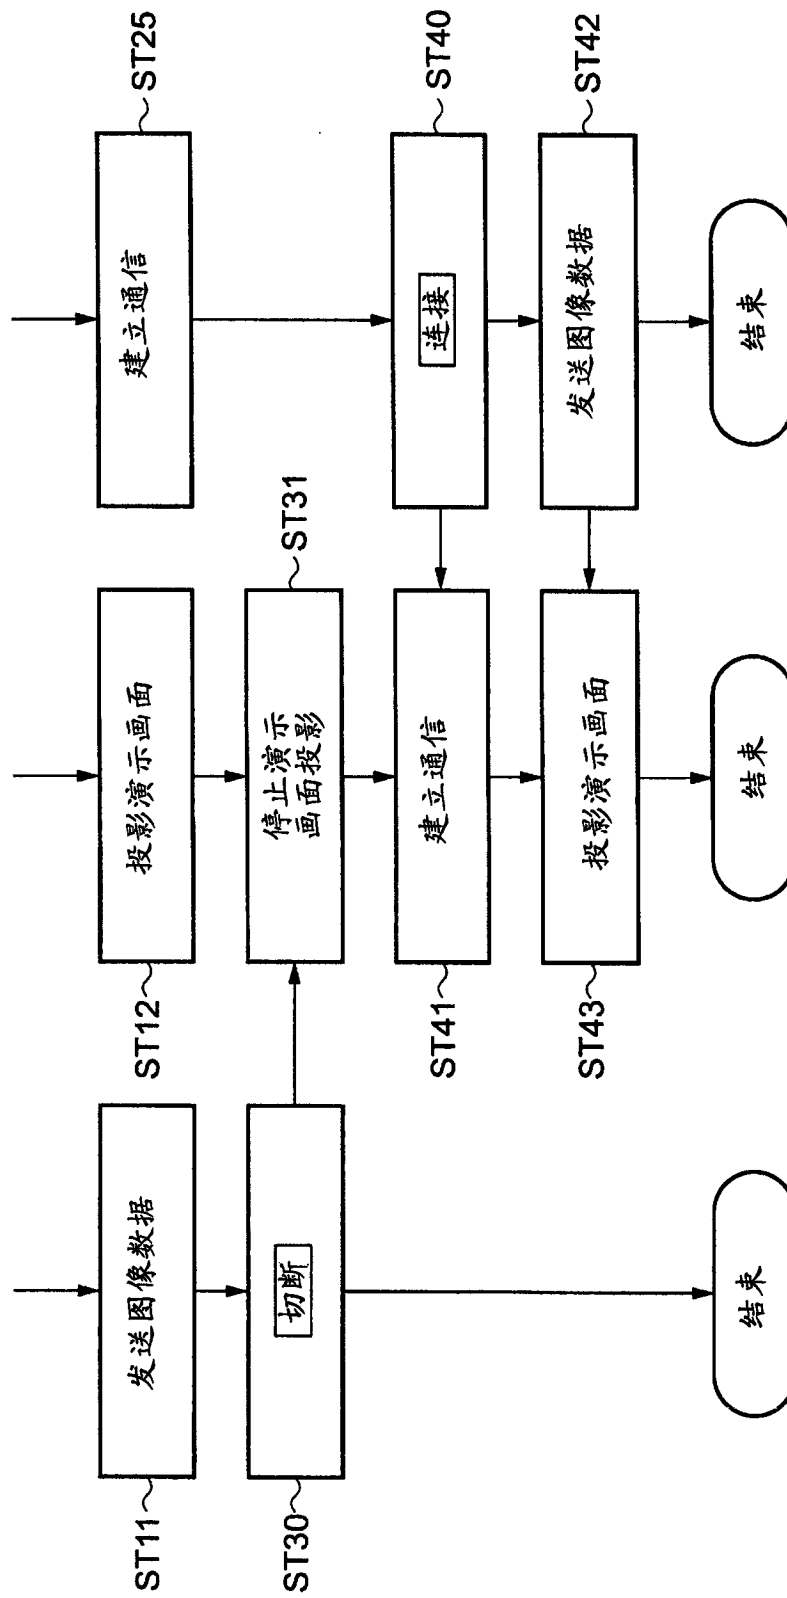 ST11
发送图像数据
ST30
切断
结束
ST12
投影演示画面
ST31
停止演示
画面投影
ST41
建立通信
ST43
投影演示画面
结束
ST25
建立通信
ST40
连接
ST42
发送图像数据
结束